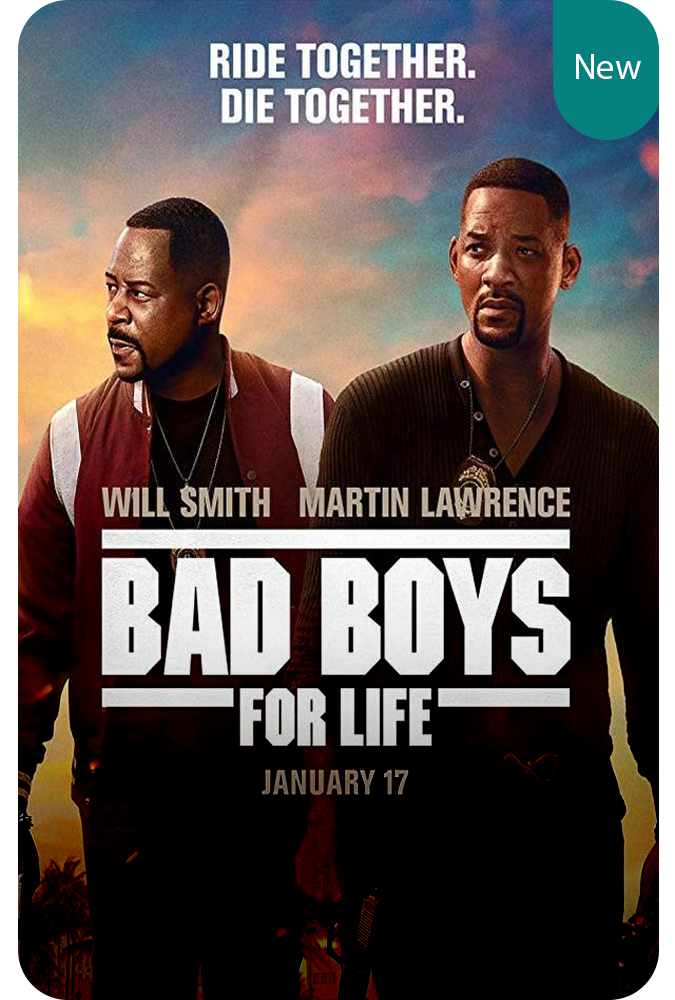 New
RIDE TOGETHER.
DIE TOGETHER.
WILL SMITH MARTIN LAWRENCE
BAD BOYS
FOR LIFE
JANUARY 17